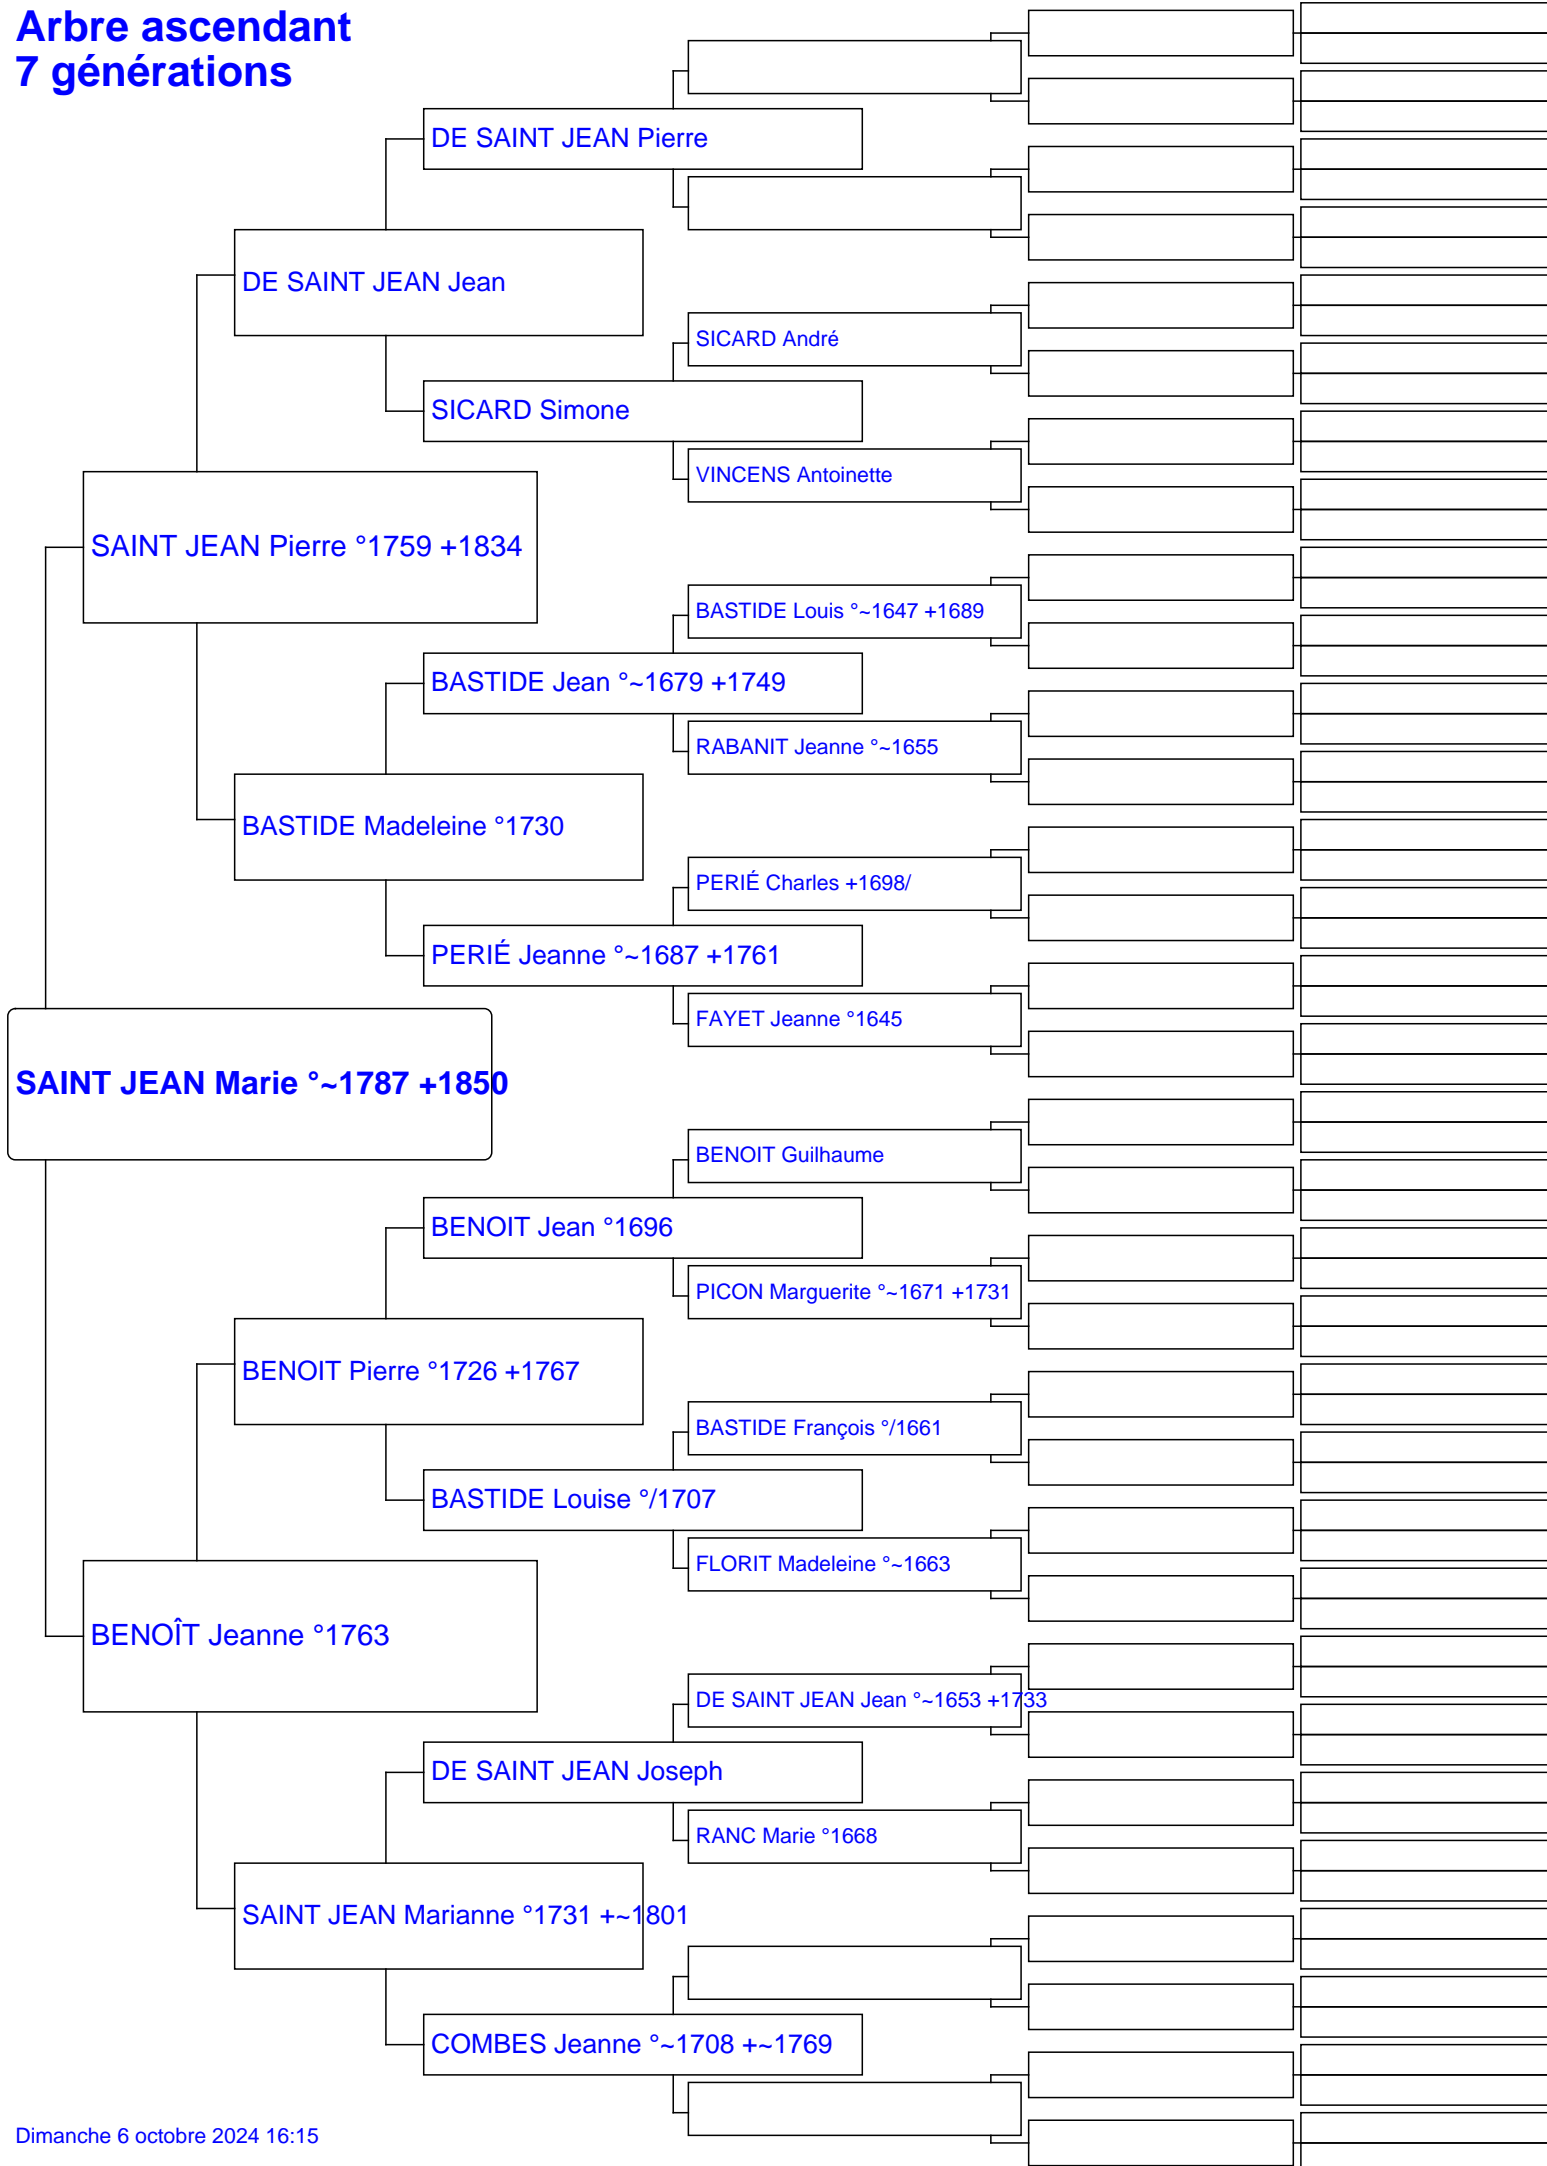 Arbre ascendant
7 générations
DE SAINT JEAN Pierre
DE SAINT JEAN Jean
SICARD André
SICARD Simone
VINCENS Antoinette
SAINT JEAN Pierre °1759 +1834
BASTIDE Louis °~1647 +1689
BASTIDE Jean °~1679 +1749
RABANIT Jeanne °~1655
BASTIDE Madeleine °1730
PERIÉ Charles +1698/
PERIÉ Jeanne °~1687 +1761
FAYET Jeanne °1645
SAINT JEAN Marie °~1787 +1850
BENOIT Guilhaume
BENOIT Jean °1696
PICON Marguerite °~1671 +1731
BENOIT Pierre °1726 +1767
BASTIDE François °/1661
BASTIDE Louise °/1707
FLORIT Madeleine °~1663
BENOÎT Jeanne °1763
DE SAINT JEAN Jean °~1653 +1733
DE SAINT JEAN Joseph
RANC Marie °1668
SAINT JEAN Marianne °1731 +~1801
COMBES Jeanne °~1708 +~1769
Dimanche 6 octobre 2024 16:15